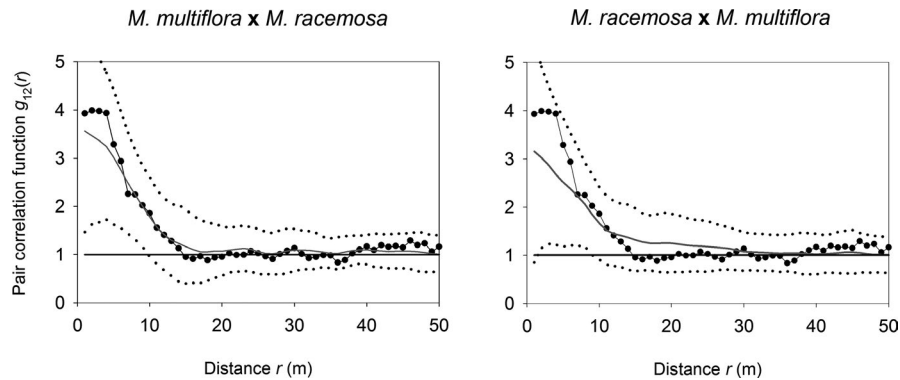 M. multiflora x M. racemosa
Pair correlation function g12(r)
5
4
3
2
1
0
0 10 20 30 40 50
Distance r (m)
M. racemosa x M. multiflora
5
4
3
2
1
0
0 10 20 30 40 50
Distance r (m)